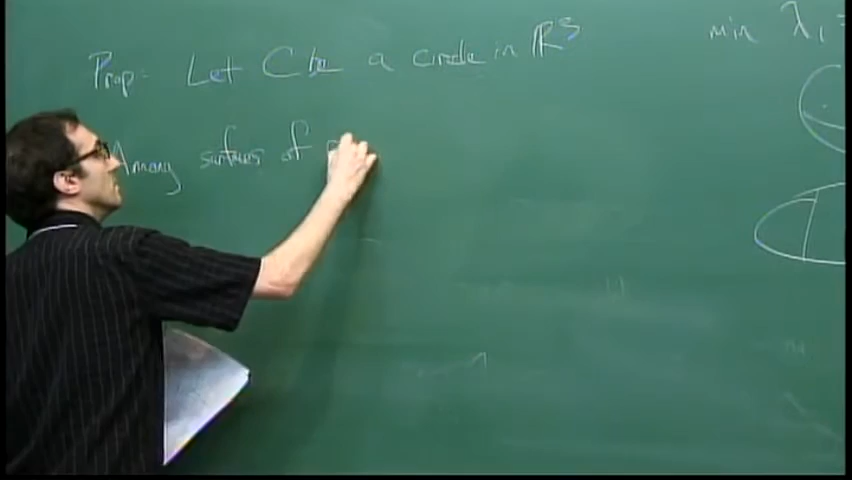 Prop: Let C be a circle in ℝ³
min λ₁ =
Among surfaces of